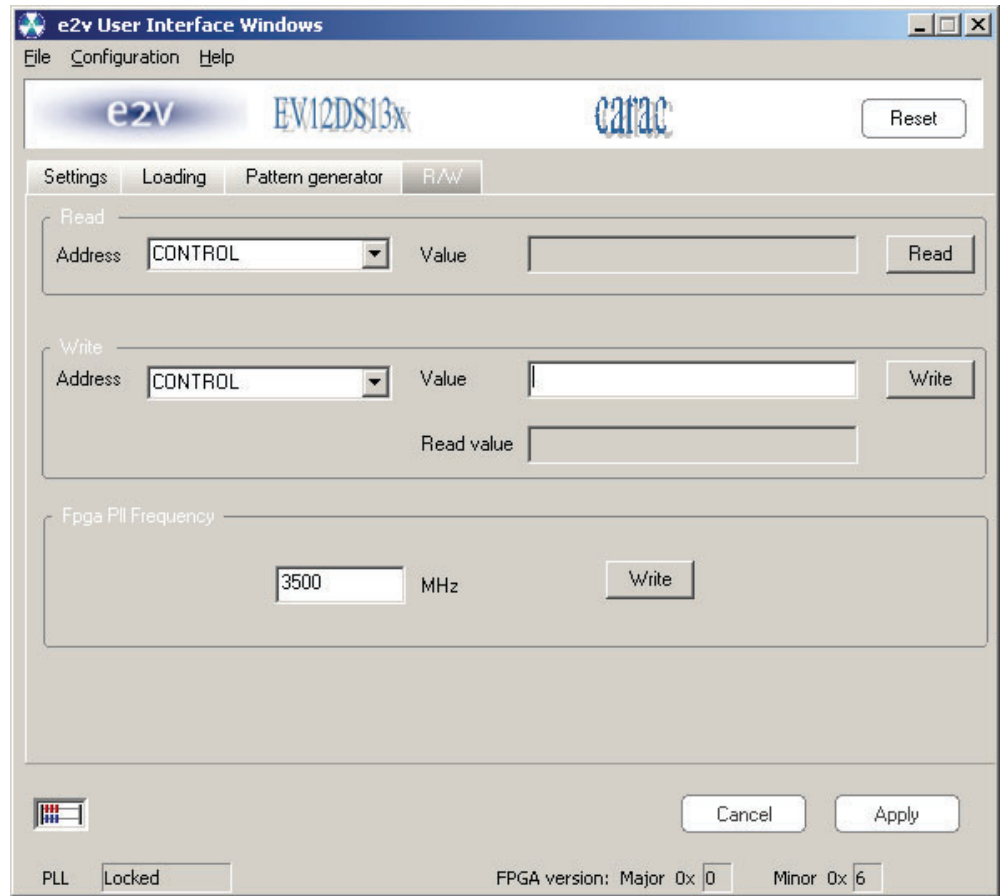 e2v User Interface Windows
File Configuration Help
e2v EV12DS13x carac Reset
Settings Loading Pattern generator R/W
Read
Address CONTROL Value Read
Write
Address CONTROL Value Write
Read value
Fpga Pll Frequency
3500 MHz Write
Cancel Apply
PLL Locked FPGA version: Major 0x 0 Minor 0x 6